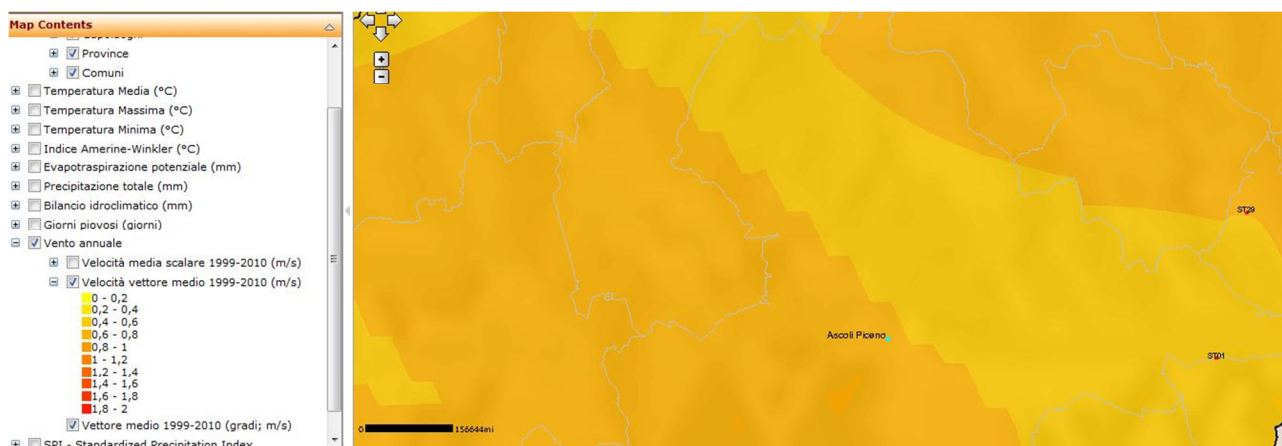 Map Contents
Province
Comuni
Temperatura Media (°C)
Temperatura Massima (°C)
Temperatura Minima (°C)
Indice Amerine-Winkler (°C)
Evapotraspirazione potenziale (mm)
Precipitazione totale (mm)
Bilancio idroclimatico (mm)
Giorni piovosi (giorni)
Vento annuale
Velocità media scalare 1999-2010 (m/s)
Velocità vettore medio 1999-2010 (m/s)
0 - 0,2
0,2 - 0,4
0,4 - 0,6
0,6 - 0,8
0,8 - 1
1 - 1,2
1,2 - 1,4
1,4 - 1,6
1,6 - 1,8
1,8 - 2
Vettore medio 1999-2010 (gradi; m/s)
SPI - Standardized Precipitation Index
ST29
Ascoli Piceno
ST01
0 156644mi